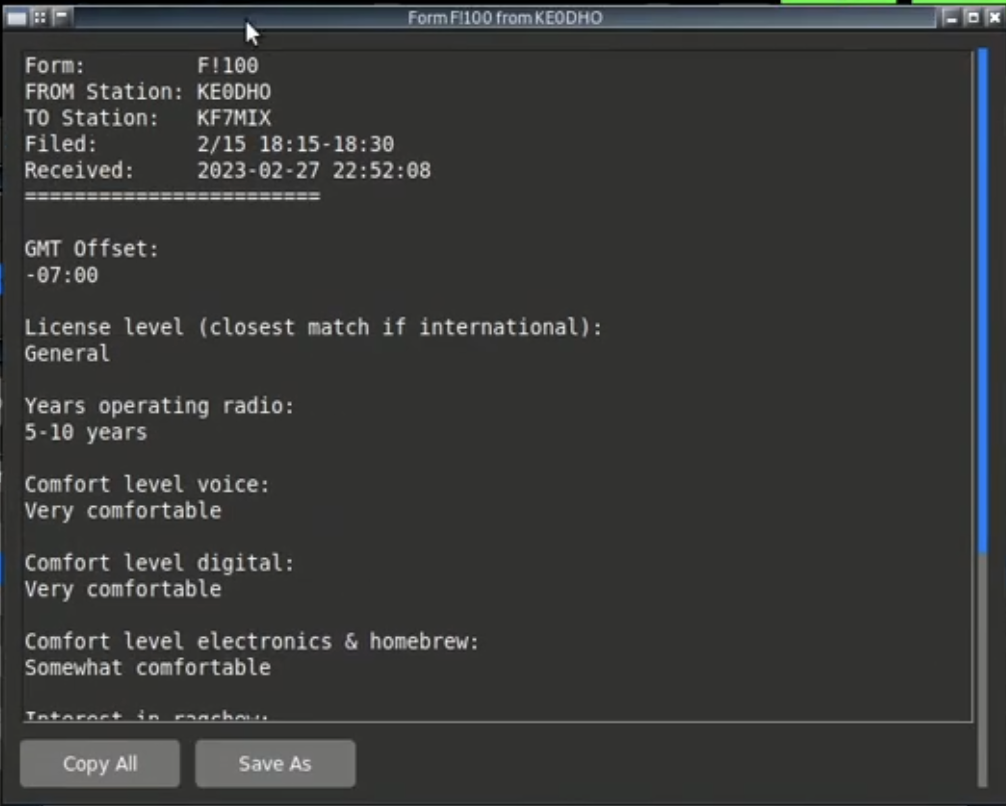 Form F!100 from KE0DHO
Form: F!100
FROM Station: KE0DHO
TO Station: KF7MIX
Filed: 2/15 18:15-18:30
Received: 2023-02-27 22:52:08
========================
GMT Offset:
-07:00
License level (closest match if international):
General
Years operating radio:
5-10 years
Comfort level voice:
Very comfortable
Comfort level digital:
Very comfortable
Comfort level electronics & homebrew:
Somewhat comfortable
Interest in ragchew:
Copy All
Save As